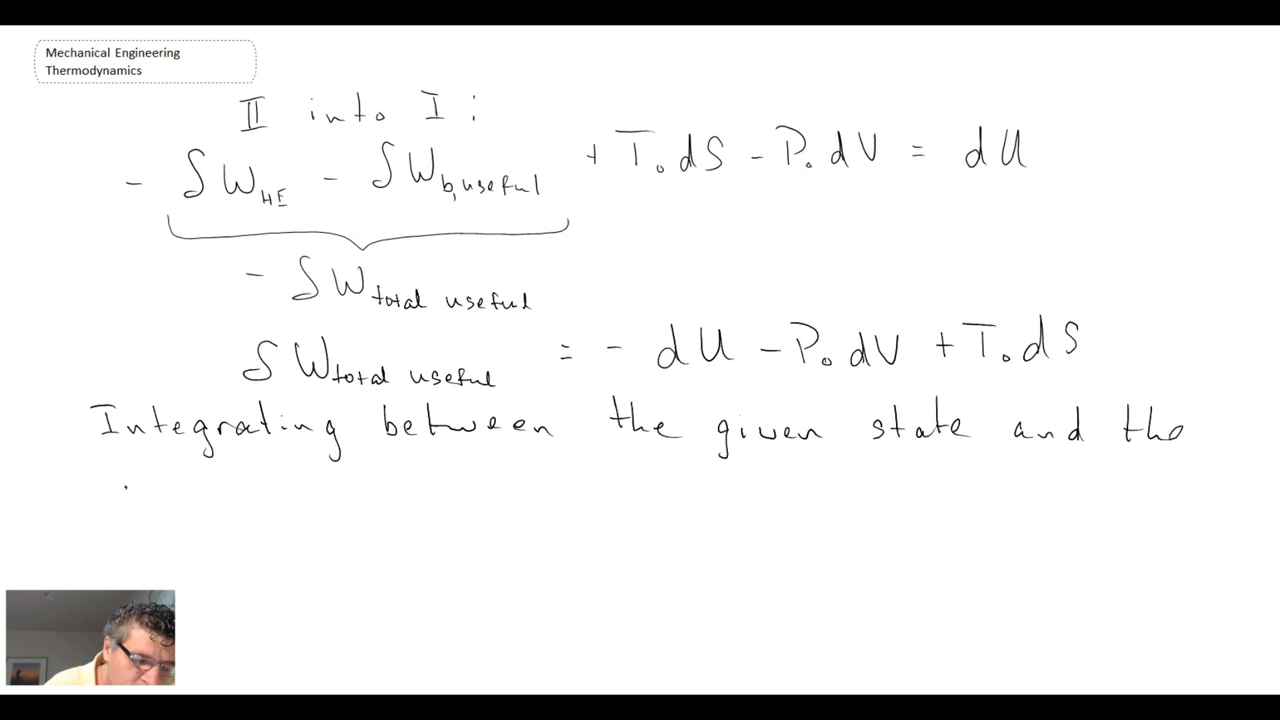 Mechanical Engineering
Thermodynamics
II into I :
- δW_HE - δW_b,useful + T₀dS - P₀dV = dU
- δW_total useful
δW_total useful = - dU - P₀dV + T₀dS
Integrating between the given state and the